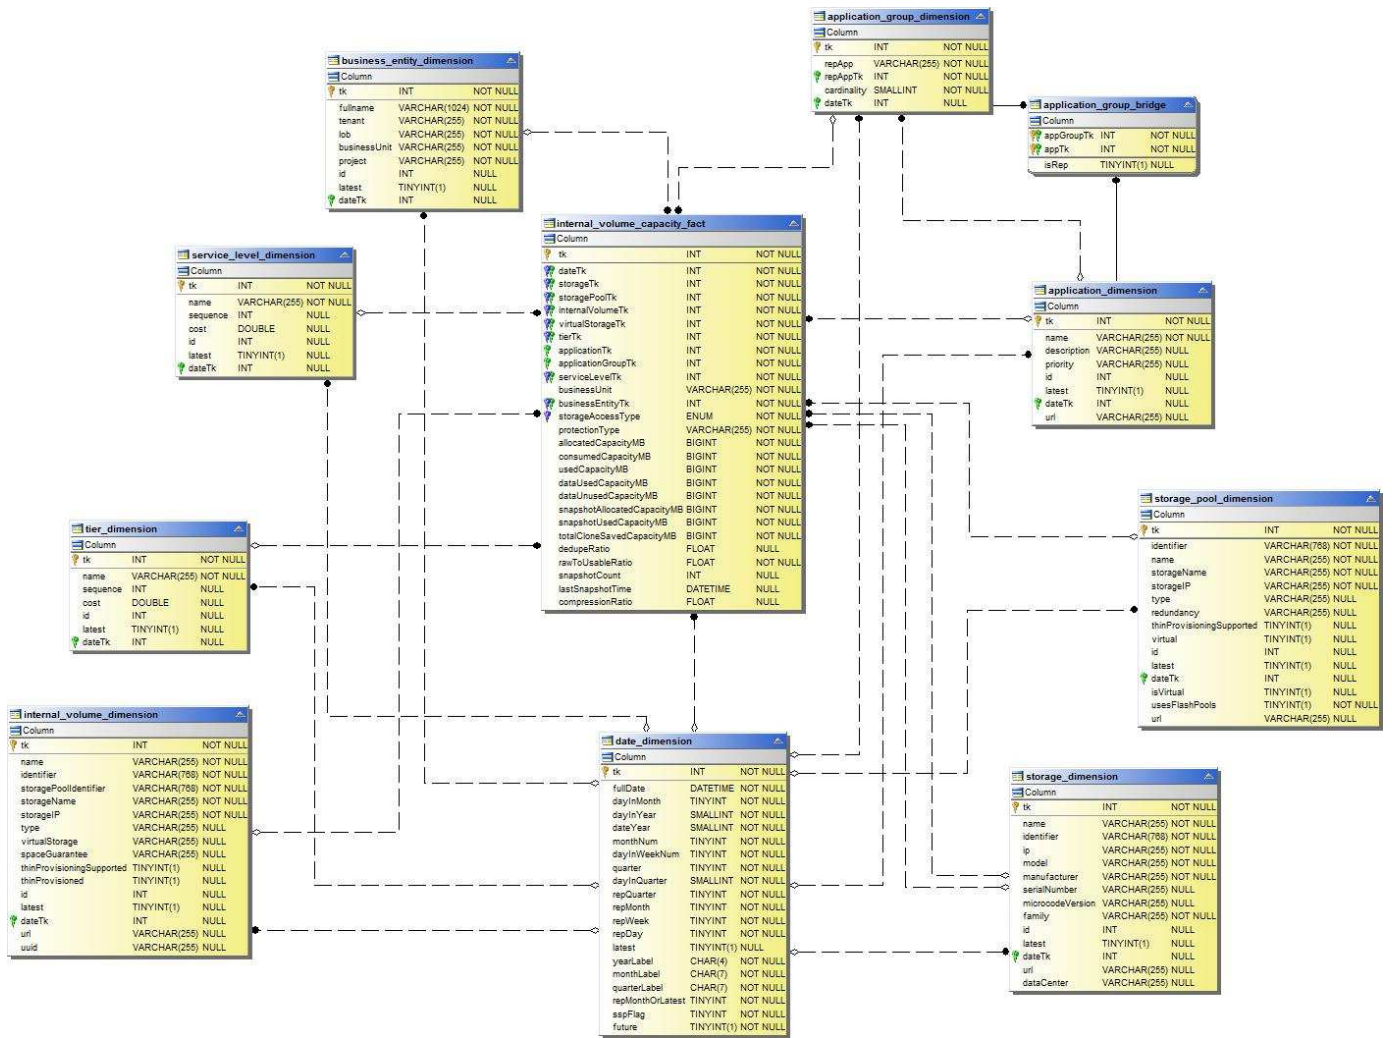 application_group_dimension
Column
tk INT NOT NULL
repApp VARCHAR(255) NOT NULL
repAppTk INT NOT NULL
cardinality SMALLINT NOT NULL
dateTk INT NULL
business_entity_dimension
Column
tk INT NOT NULL
fullname VARCHAR(1024) NOT NULL
tenant VARCHAR(255) NOT NULL
lob VARCHAR(255) NOT NULL
businessUnit VARCHAR(255) NOT NULL
project VARCHAR(255) NOT NULL
id INT NULL
latest TINYINT(1) NULL
dateTk INT NULL
application_group_bridge
Column
appGroupTk INT NOT NULL
appTk INT NOT NULL
isRep TINYINT(1) NULL
internal_volume_capacity_fact
Column
tk INT NOT NULL
dateTk INT NOT NULL
storageTk INT NOT NULL
storagePoolTk INT NOT NULL
internalVolumeTk INT NOT NULL
virtualStorageTk INT NOT NULL
tierTk INT NOT NULL
applicationTk INT NOT NULL
applicationGroupTk INT NOT NULL
serviceLevelTk INT NOT NULL
businessUnit VARCHAR(255) NOT NULL
businessEntityTk INT NOT NULL
storageAccessType ENUM NOT NULL
protectionType VARCHAR(255) NOT NULL
allocatedCapacityMB BIGINT NOT NULL
consumedCapacityMB BIGINT NOT NULL
usedCapacityMB BIGINT NOT NULL
dataUsedCapacityMB BIGINT NOT NULL
dataUnusedCapacityMB BIGINT NOT NULL
snapshotAllocatedCapacityMB BIGINT NOT NULL
snapshotUsedCapacityMB BIGINT NOT NULL
totalCloneSavedCapacityMB BIGINT NOT NULL
dedupeRatio FLOAT NULL
rawToUsableRatio FLOAT NOT NULL
snapshotCount INT NULL
lastSnapshotTime DATETIME NULL
compressionRatio FLOAT NULL
service_level_dimension
Column
tk INT NOT NULL
name VARCHAR(255) NOT NULL
sequence INT NULL
cost DOUBLE NULL
id INT NULL
latest TINYINT(1) NULL
dateTk INT NULL
application_dimension
Column
tk INT NOT NULL
name VARCHAR(255) NOT NULL
description VARCHAR(255) NULL
priority VARCHAR(255) NULL
id INT NULL
latest TINYINT(1) NULL
dateTk INT NULL
url VARCHAR(255) NULL
storage_pool_dimension
Column
tk INT NOT NULL
identifier VARCHAR(768) NOT NULL
name VARCHAR(255) NOT NULL
storageName VARCHAR(255) NOT NULL
storageIP VARCHAR(255) NOT NULL
type VARCHAR(255) NULL
redundancy VARCHAR(255) NULL
thinProvisioningSupported TINYINT(1) NULL
virtual TINYINT(1) NULL
id INT NULL
latest TINYINT(1) NULL
dateTk INT NULL
isVirtual TINYINT(1) NULL
usesFlashPools TINYINT(1) NOT NULL
url VARCHAR(255) NULL
tier_dimension
Column
tk INT NOT NULL
name VARCHAR(255) NOT NULL
sequence INT NULL
cost DOUBLE NULL
id INT NULL
latest TINYINT(1) NULL
dateTk INT NULL
internal_volume_dimension
Column
tk INT NOT NULL
name VARCHAR(255) NOT NULL
identifier VARCHAR(768) NOT NULL
storagePoolIdentifier VARCHAR(768) NOT NULL
storageName VARCHAR(255) NOT NULL
storageIP VARCHAR(255) NOT NULL
type VARCHAR(255) NULL
virtualStorage VARCHAR(255) NULL
spaceGuarantee VARCHAR(255) NULL
thinProvisioningSupported TINYINT(1) NULL
thinProvisioned TINYINT(1) NULL
id INT NULL
latest TINYINT(1) NULL
dateTk INT NULL
url VARCHAR(255) NULL
uuid VARCHAR(255) NULL
date_dimension
Column
tk INT NOT NULL
fullDate DATETIME NOT NULL
dayInMonth TINYINT NOT NULL
dayInYear SMALLINT NOT NULL
dateYear SMALLINT NOT NULL
monthNum TINYINT NOT NULL
dayInWeekNum TINYINT NOT NULL
quarter TINYINT NOT NULL
dayInQuarter SMALLINT NOT NULL
repQuarter TINYINT NOT NULL
repMonth TINYINT NOT NULL
repWeek TINYINT NOT NULL
repDay TINYINT NOT NULL
latest TINYINT(1) NULL
yearLabel CHAR(4) NOT NULL
monthLabel CHAR(7) NOT NULL
quarterLabel CHAR(7) NOT NULL
repMonthOrLatest TINYINT NOT NULL
sspFlag TINYINT NOT NULL
future TINYINT(1) NOT NULL
storage_dimension
Column
tk INT NOT NULL
name VARCHAR(255) NOT NULL
identifier VARCHAR(768) NOT NULL
ip VARCHAR(255) NOT NULL
model VARCHAR(255) NOT NULL
manufacturer VARCHAR(255) NOT NULL
serialNumber VARCHAR(255) NULL
microcodeVersion VARCHAR(255) NULL
family VARCHAR(255) NOT NULL
id INT NULL
latest TINYINT(1) NULL
dateTk INT NULL
url VARCHAR(255) NULL
dataCenter VARCHAR(255) NULL